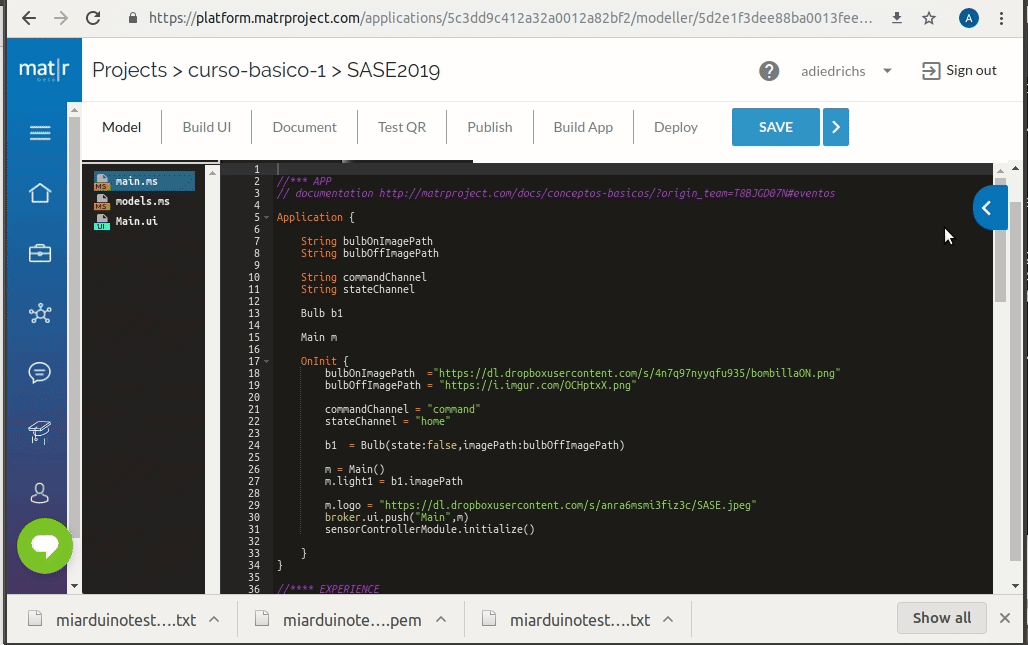 https://platform.matrproject.com/applications/5c3dd9c412a32a0012a82bf2/modeller/5d2e1f3dee88ba0013fee...
A
mat|r
beta
Projects > curso-basico-1 > SASE2019
?
adiedrichs
Sign out
Model
Build UI
Document
Test QR
Publish
Build App
Deploy
SAVE
main.ms
models.ms
Main.ui
1
2 //*** APP
3 // documentation http://matrproject.com/docs/conceptos-basicos/?origin_team=T8BJGD07N#eventos
4
5 Application {
6
7 String bulbOnImagePath
8 String bulbOffImagePath
9
10 String commandChannel
11 String stateChannel
12
13 Bulb b1
14
15 Main m
16
17 OnInit {
18 bulbOnImagePath ="https://dl.dropboxusercontent.com/s/4n7q97nyyqfu935/bombillaON.png"
19 bulbOffImagePath = "https://i.imgur.com/OCHptxX.png"
20
21 commandChannel = "command"
22 stateChannel = "home"
23
24 b1 = Bulb(state:false,imagePath:bulbOffImagePath)
25
26 m = Main()
27 m.light1 = b1.imagePath
28
29 m.logo = "https://dl.dropboxusercontent.com/s/anra6msmi3fiz3c/SASE.jpeg"
30 broker.ui.push("Main",m)
31 sensorControllerModule.initialize()
32
33 }
34 }
35
36 //**** EXPERIENCE
miarduinotest....txt
miarduinote....pem
miarduinotest....txt
Show all